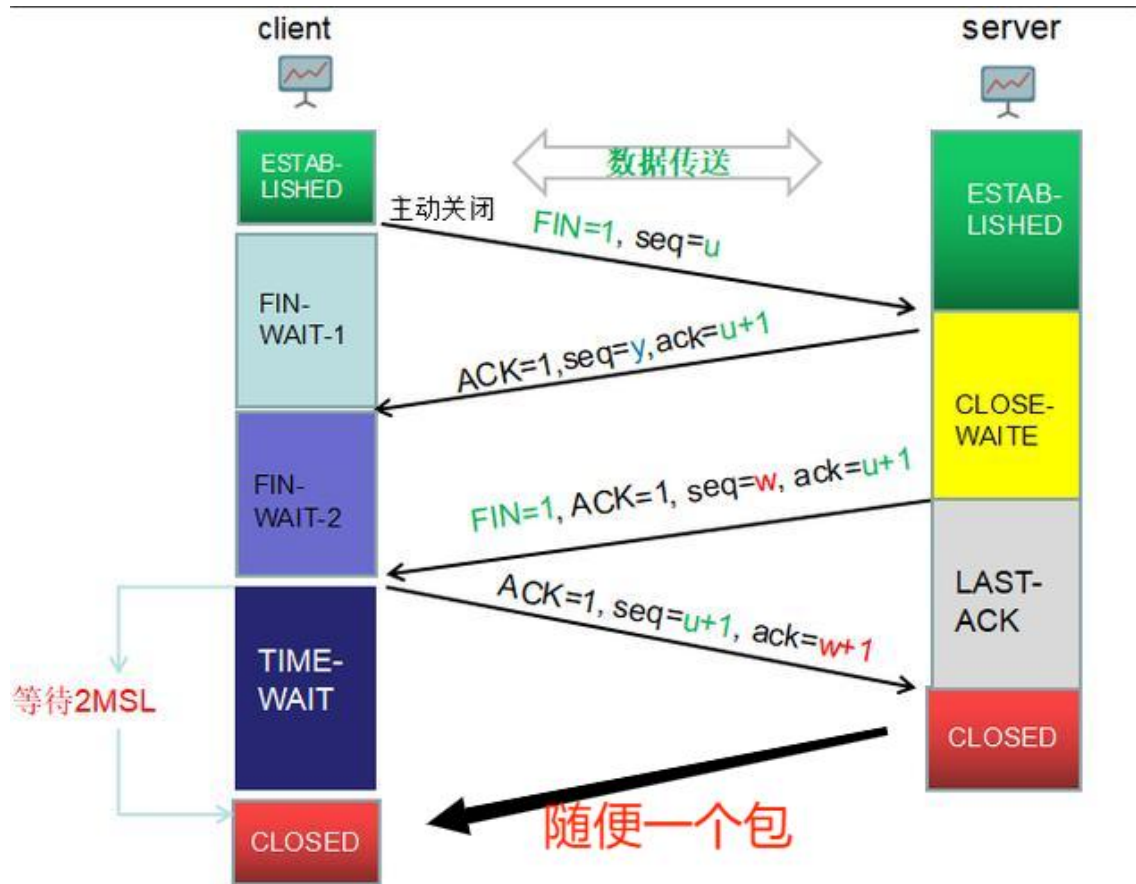 client
server
ESTAB-
LISHED
数据传送
ESTAB-
LISHED
主动关闭
FIN=1, seq=u
FIN-
WAIT-1
ACK=1,seq=y,ack=u+1
CLOSE-
WAITE
FIN-
WAIT-2
FIN=1, ACK=1, seq=w, ack=u+1
ACK=1, seq=u+1, ack=w+1
LAST-
ACK
TIME-
WAIT
等待2MSL
CLOSED
随便一个包
CLOSED